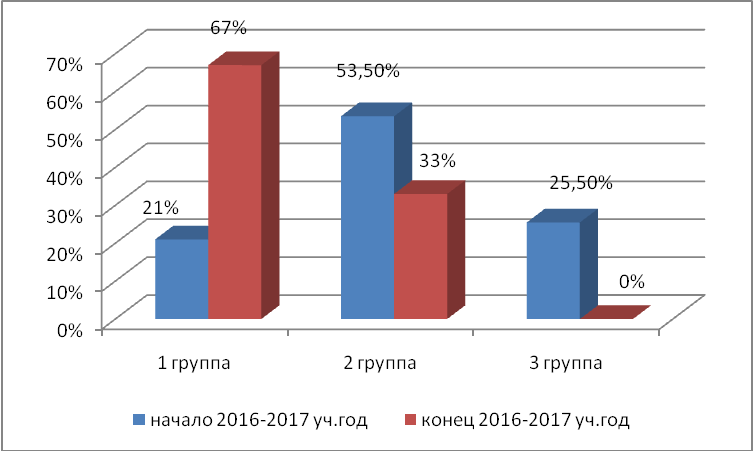 67%
70%
53,50%
60%
50%
33%
40%
25,50%
30%
21%
20%
0%
10%
0%
1 группа
2 группа
3 группа
начало 2016-2017 уч.год
конец 2016-2017 уч.год